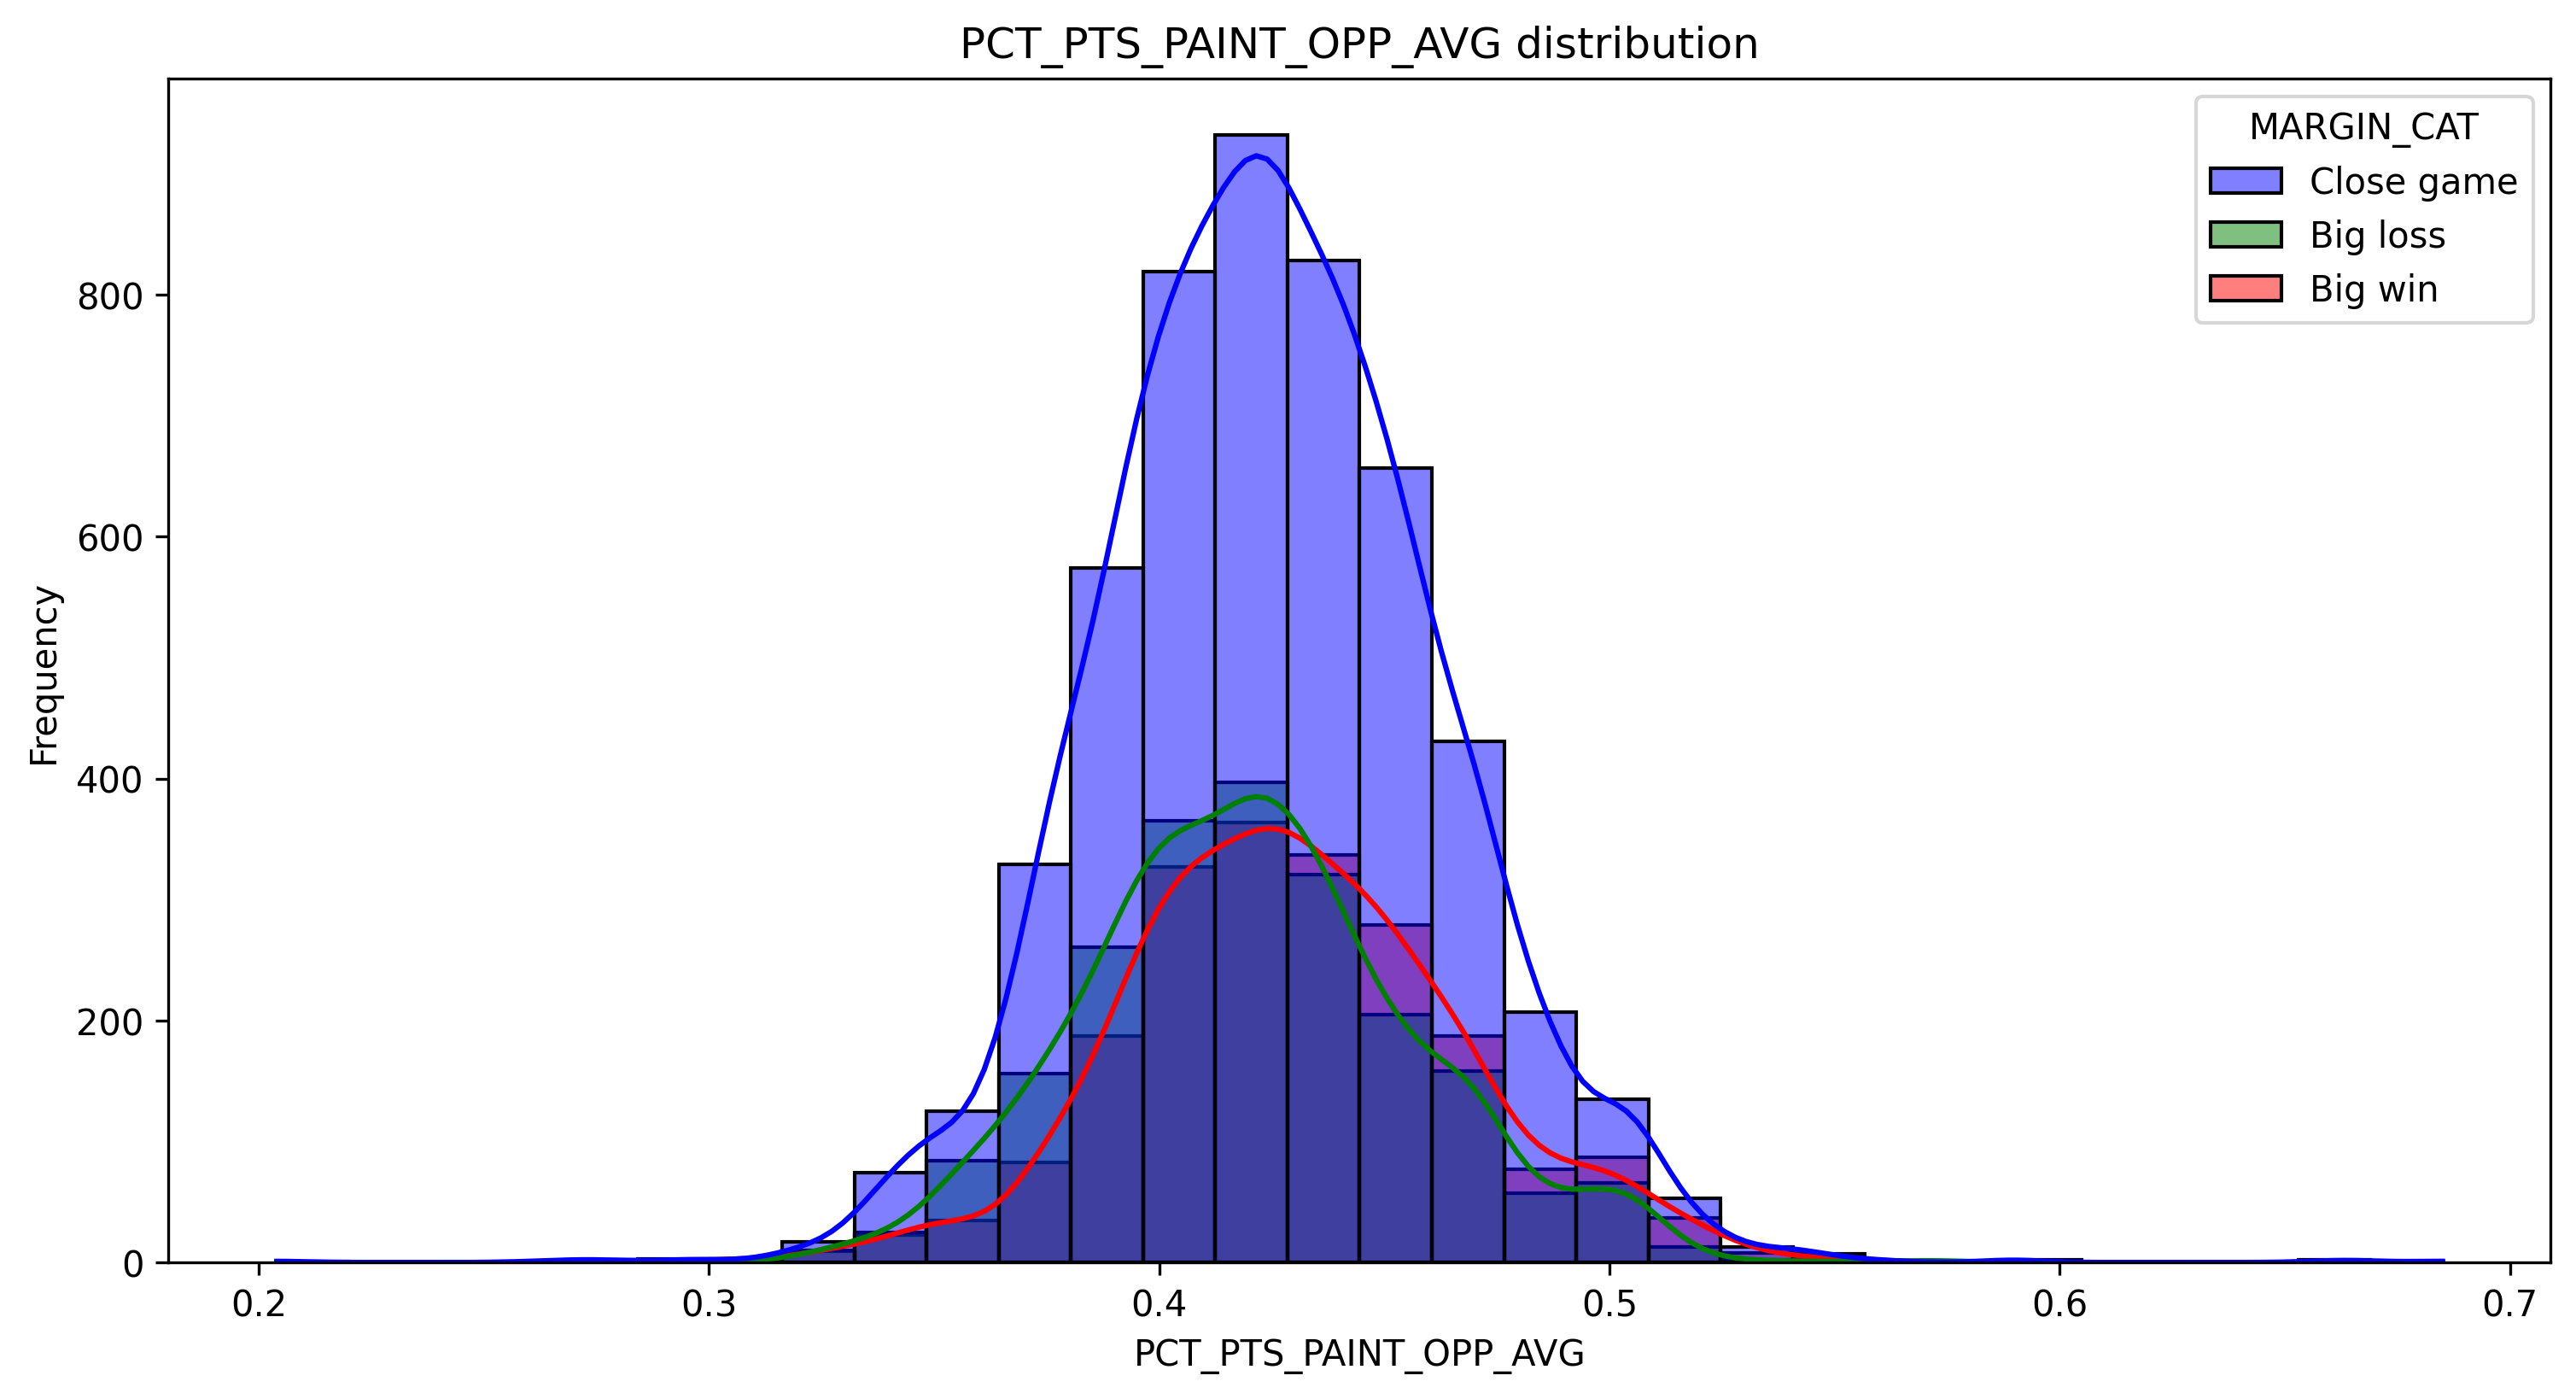 PCT_PTS_PAINT_OPP_AVG distribution
MARGIN_CAT
Close game
Big loss
Big win
Frequency
800
600
400
200
0
0.2 0.3 0.4 0.5 0.6 0.7
PCT_PTS_PAINT_OPP_AVG